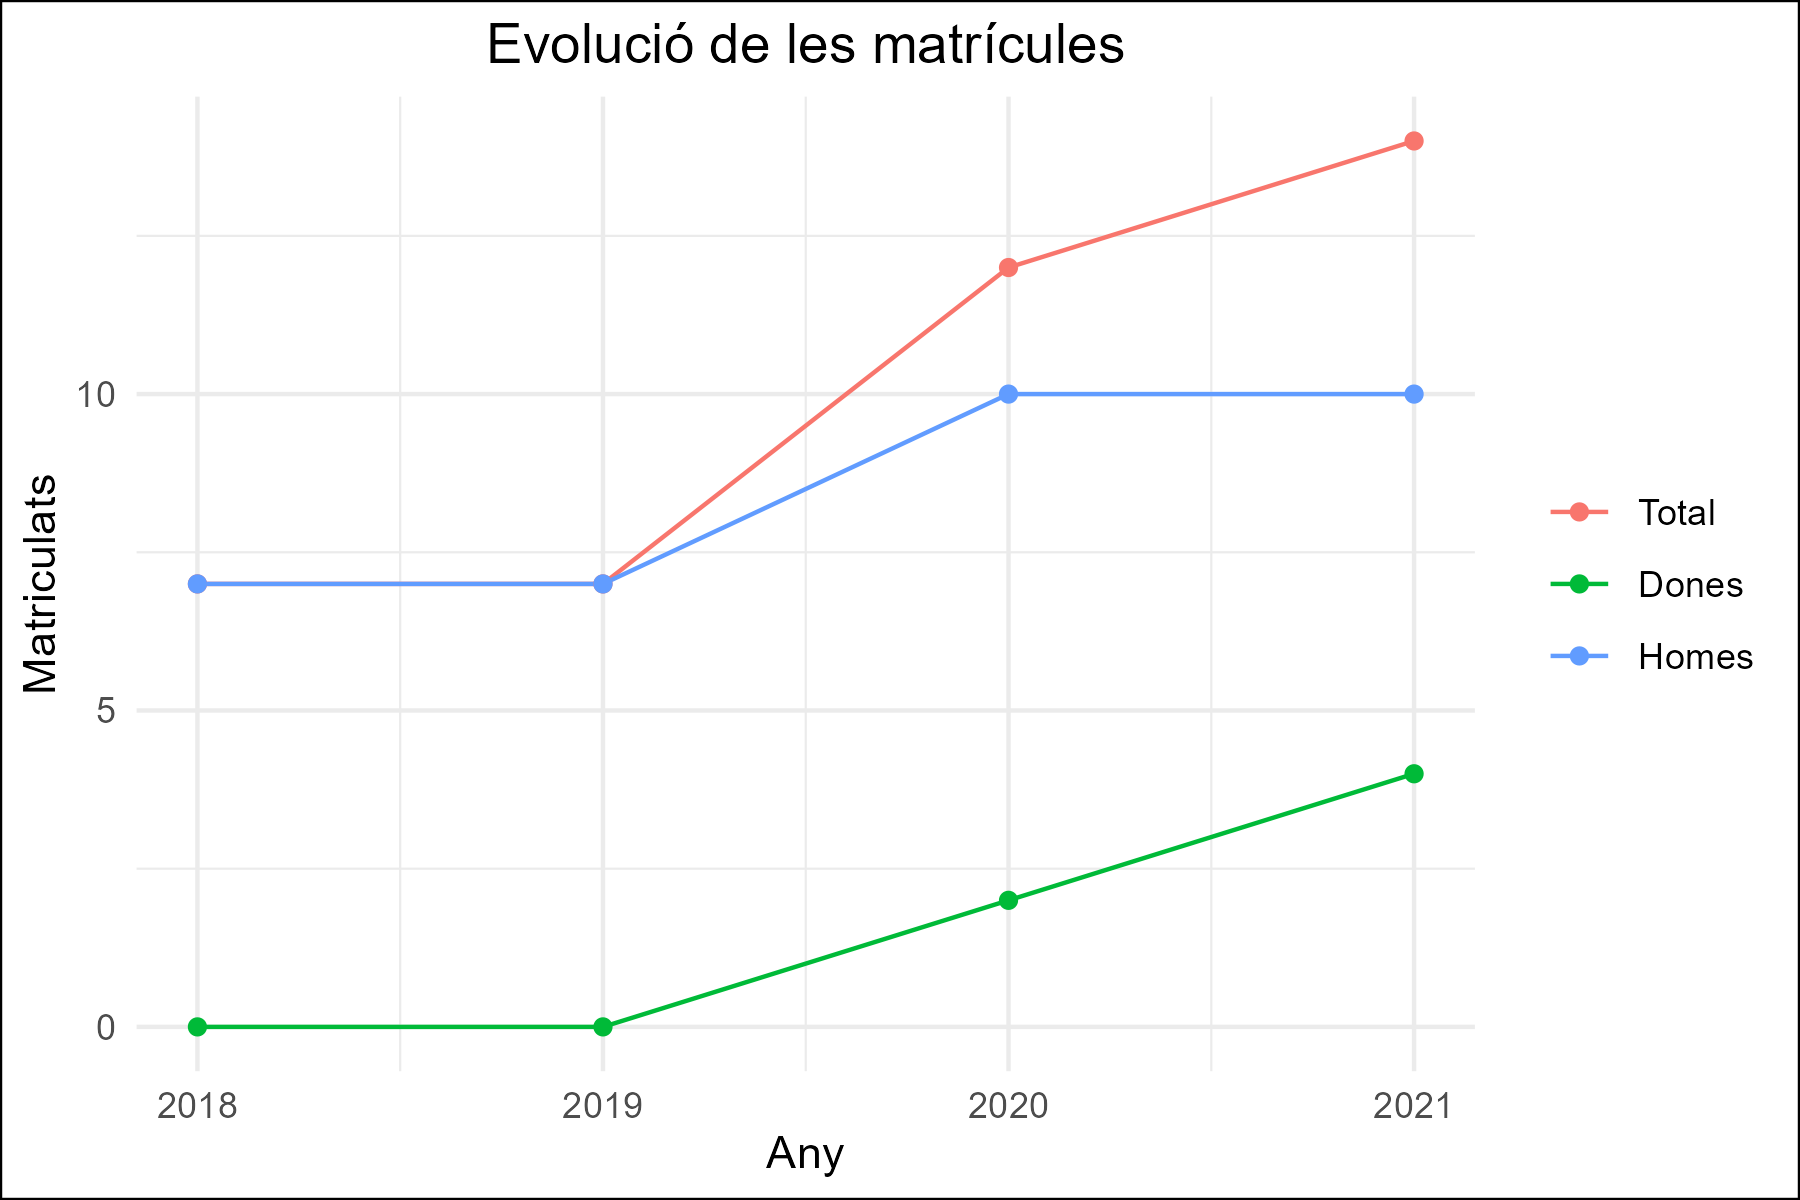 Evolució de les matrícules
Matriculats
10
5
0
2018 2019 2020 2021
Any
Total
Dones
Homes